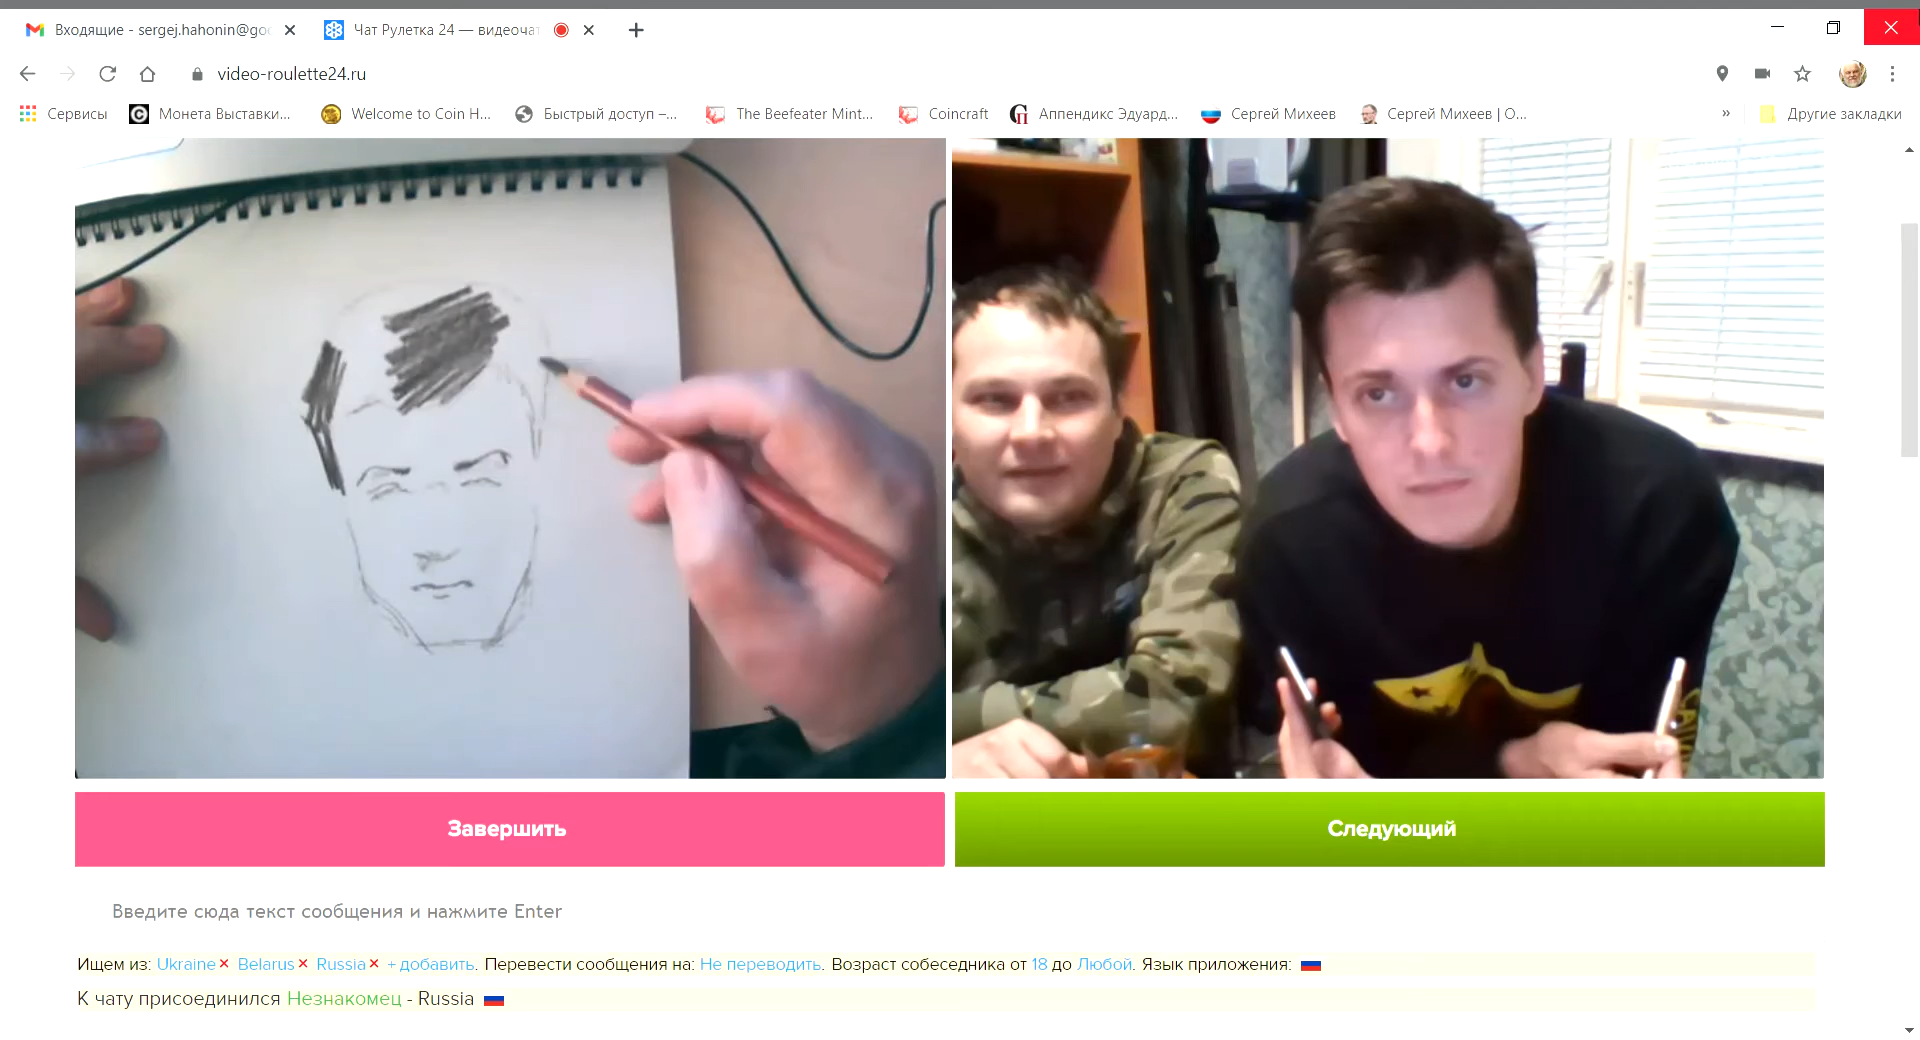 Входящие - sergej.hahonin@goo
Чат Рулетка 24 — видеочат
video-roulette24.ru
Сервисы
Монета Выставки...
Welcome to Coin H...
Быстрый доступ –...
The Beefeater Mint...
Coincraft
Аппендикс Эдуард...
Сергей Михеев
Сергей Михеев | О...
»
Другие закладки
Завершить
Следующий
Введите сюда текст сообщения и нажмите Enter
Ищем из: Ukraine× Belarus× Russia× + добавить. Перевести сообщения на: Не переводить. Возраст собеседника от 18 до Любой. Язык приложения:
К чату присоединился Незнакомец - Russia